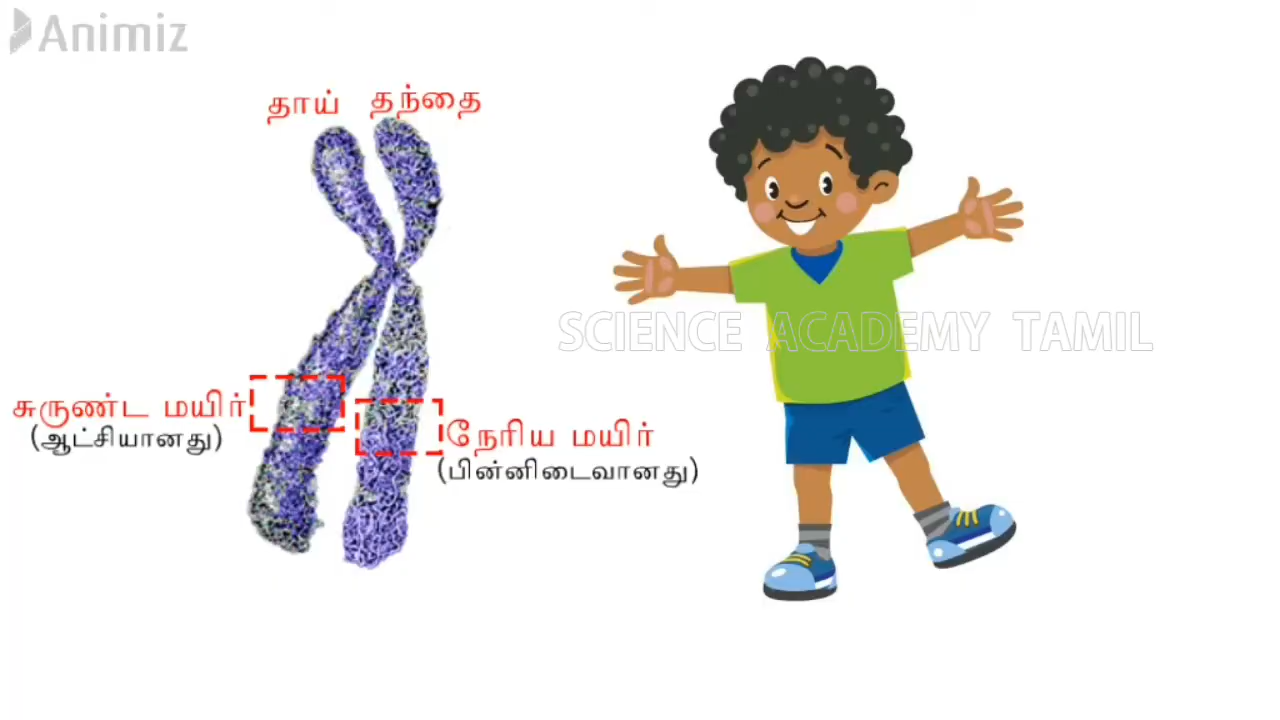 Animiz
தாய் தந்தை
SCIENCE ACADEMY TAMIL
சுருண்ட மயிர்
(ஆட்சியானது)
நேரிய மயிர்
(பின்னிடைவானது)